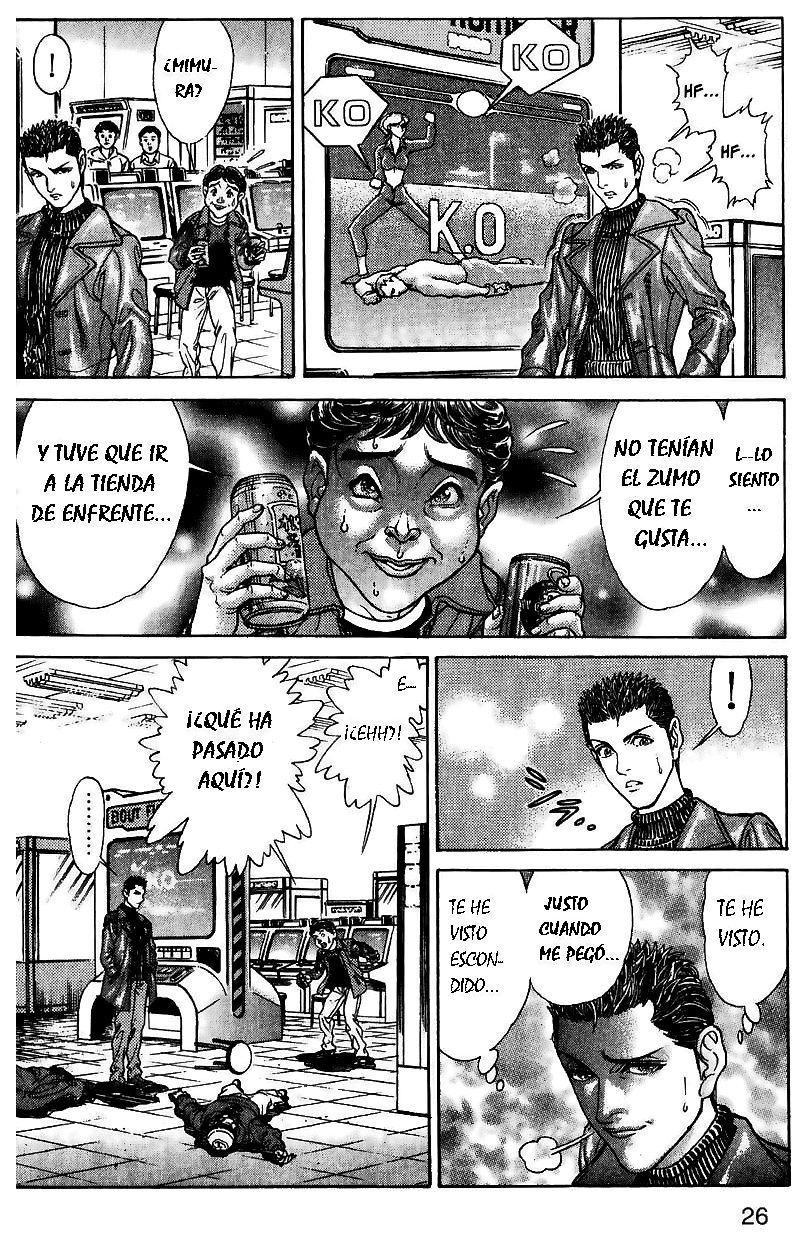 HF...
HF...
KO
KO
K.O
¿MIMU-
RA?
!
L...LO
SIENTO
...
NO TENÍAN
EL ZUMO
QUE TE
GUSTA...
Y TUVE QUE IR
A LA TIENDA
DE ENFRENTE...
!
TE HE
VISTO.
JUSTO
CUANDO
ME PEGÓ...
TE HE
VISTO
ESCON-
DIDO...
E...
¡¿EHH?!
¡¿QUÉ HA
PASADO
AQUÍ?!
......
BOUT
K.O
26